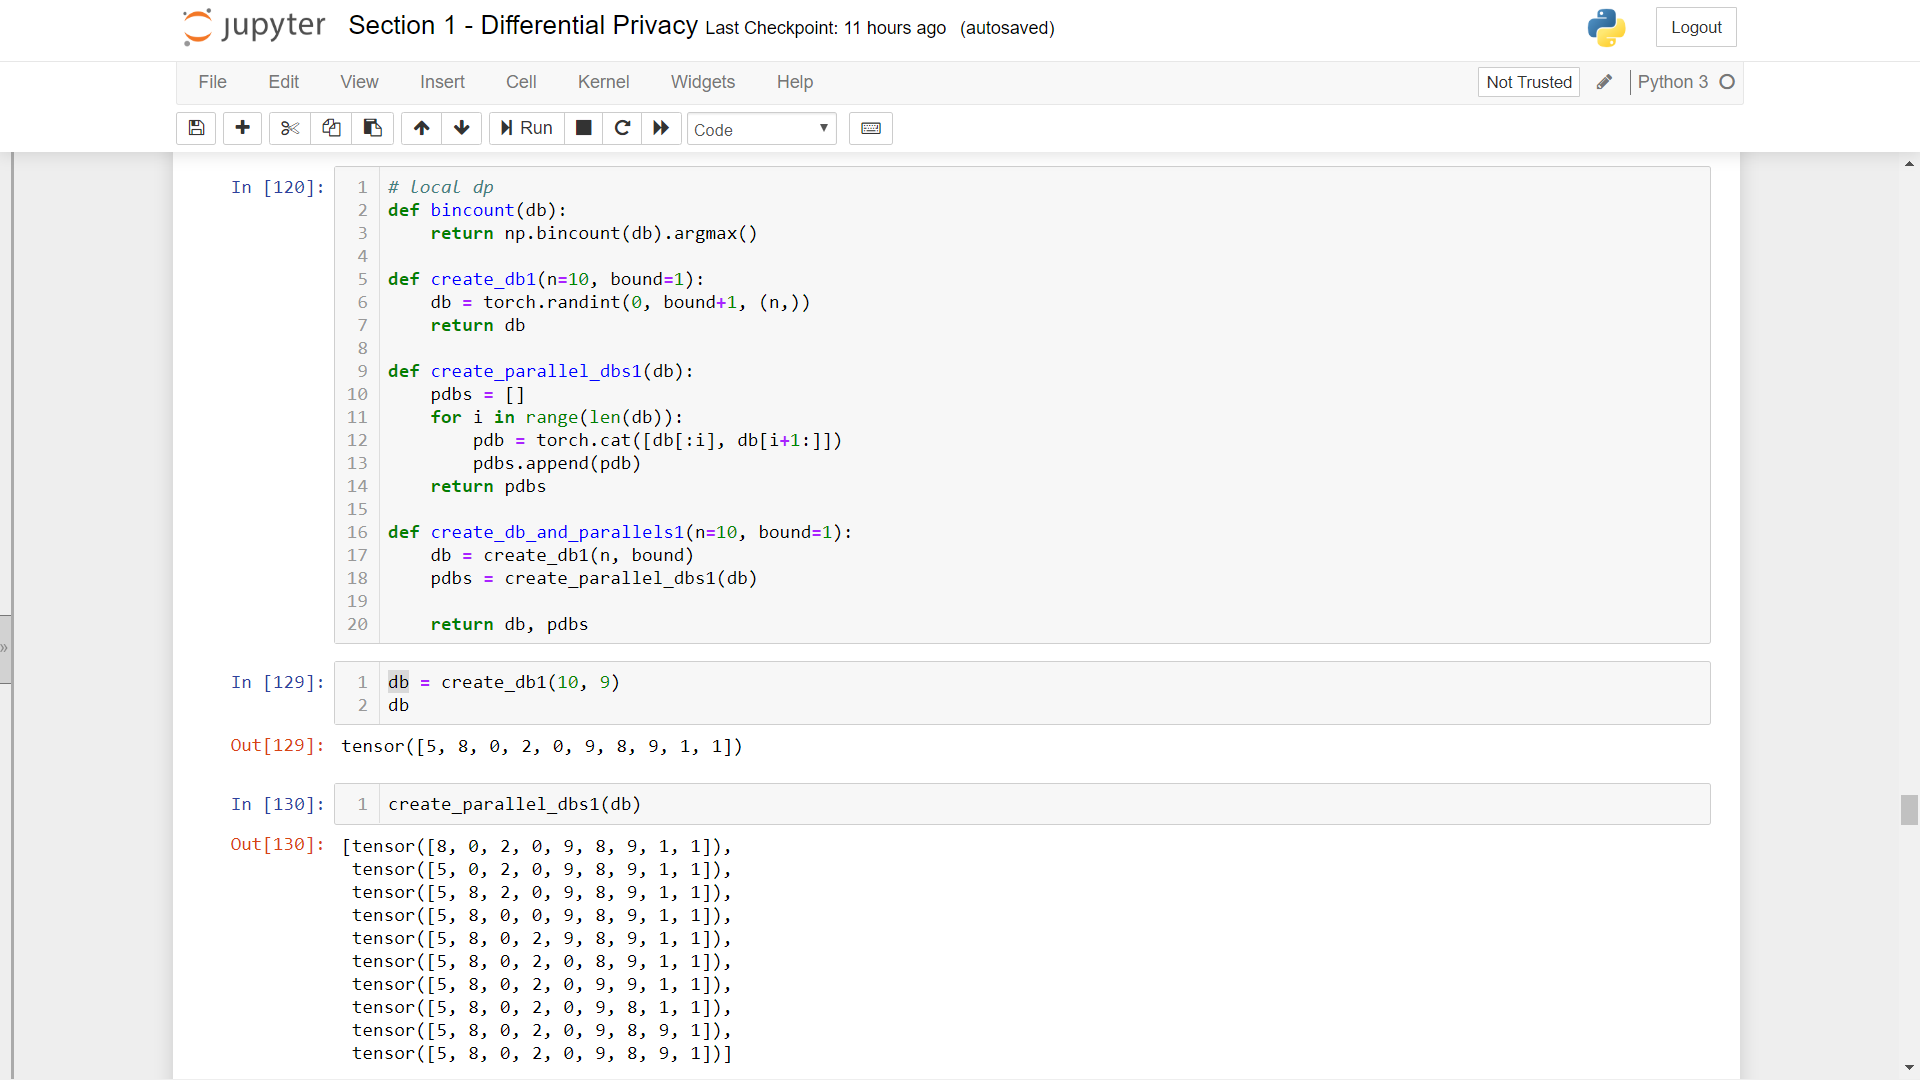 jupyter Section 1 - Differential Privacy Last Checkpoint: 11 hours ago (autosaved) Logout
File Edit View Insert Cell Kernel Widgets Help Not Trusted Python 3
Run Code
In [120]:
1 # local dp
2 def bincount(db):
3     return np.bincount(db).argmax()
4
5 def create_db1(n=10, bound=1):
6     db = torch.randint(0, bound+1, (n,))
7     return db
8
9 def create_parallel_dbs1(db):
10     pdbs = []
11     for i in range(len(db)):
12         pdb = torch.cat([db[:i], db[i+1:]])
13         pdbs.append(pdb)
14     return pdbs
15
16 def create_db_and_parallels1(n=10, bound=1):
17     db = create_db1(n, bound)
18     pdbs = create_parallel_dbs1(db)
19
20     return db, pdbs
In [129]:
1 db = create_db1(10, 9)
2 db
Out[129]: tensor([5, 8, 0, 2, 0, 9, 8, 9, 1, 1])
In [130]:
1 create_parallel_dbs1(db)
Out[130]: [tensor([8, 0, 2, 0, 9, 8, 9, 1, 1]),
tensor([5, 0, 2, 0, 9, 8, 9, 1, 1]),
tensor([5, 8, 2, 0, 9, 8, 9, 1, 1]),
tensor([5, 8, 0, 0, 9, 8, 9, 1, 1]),
tensor([5, 8, 0, 2, 9, 8, 9, 1, 1]),
tensor([5, 8, 0, 2, 0, 8, 9, 1, 1]),
tensor([5, 8, 0, 2, 0, 9, 9, 1, 1]),
tensor([5, 8, 0, 2, 0, 9, 8, 1, 1]),
tensor([5, 8, 0, 2, 0, 9, 8, 9, 1]),
tensor([5, 8, 0, 2, 0, 9, 8, 9, 1])]